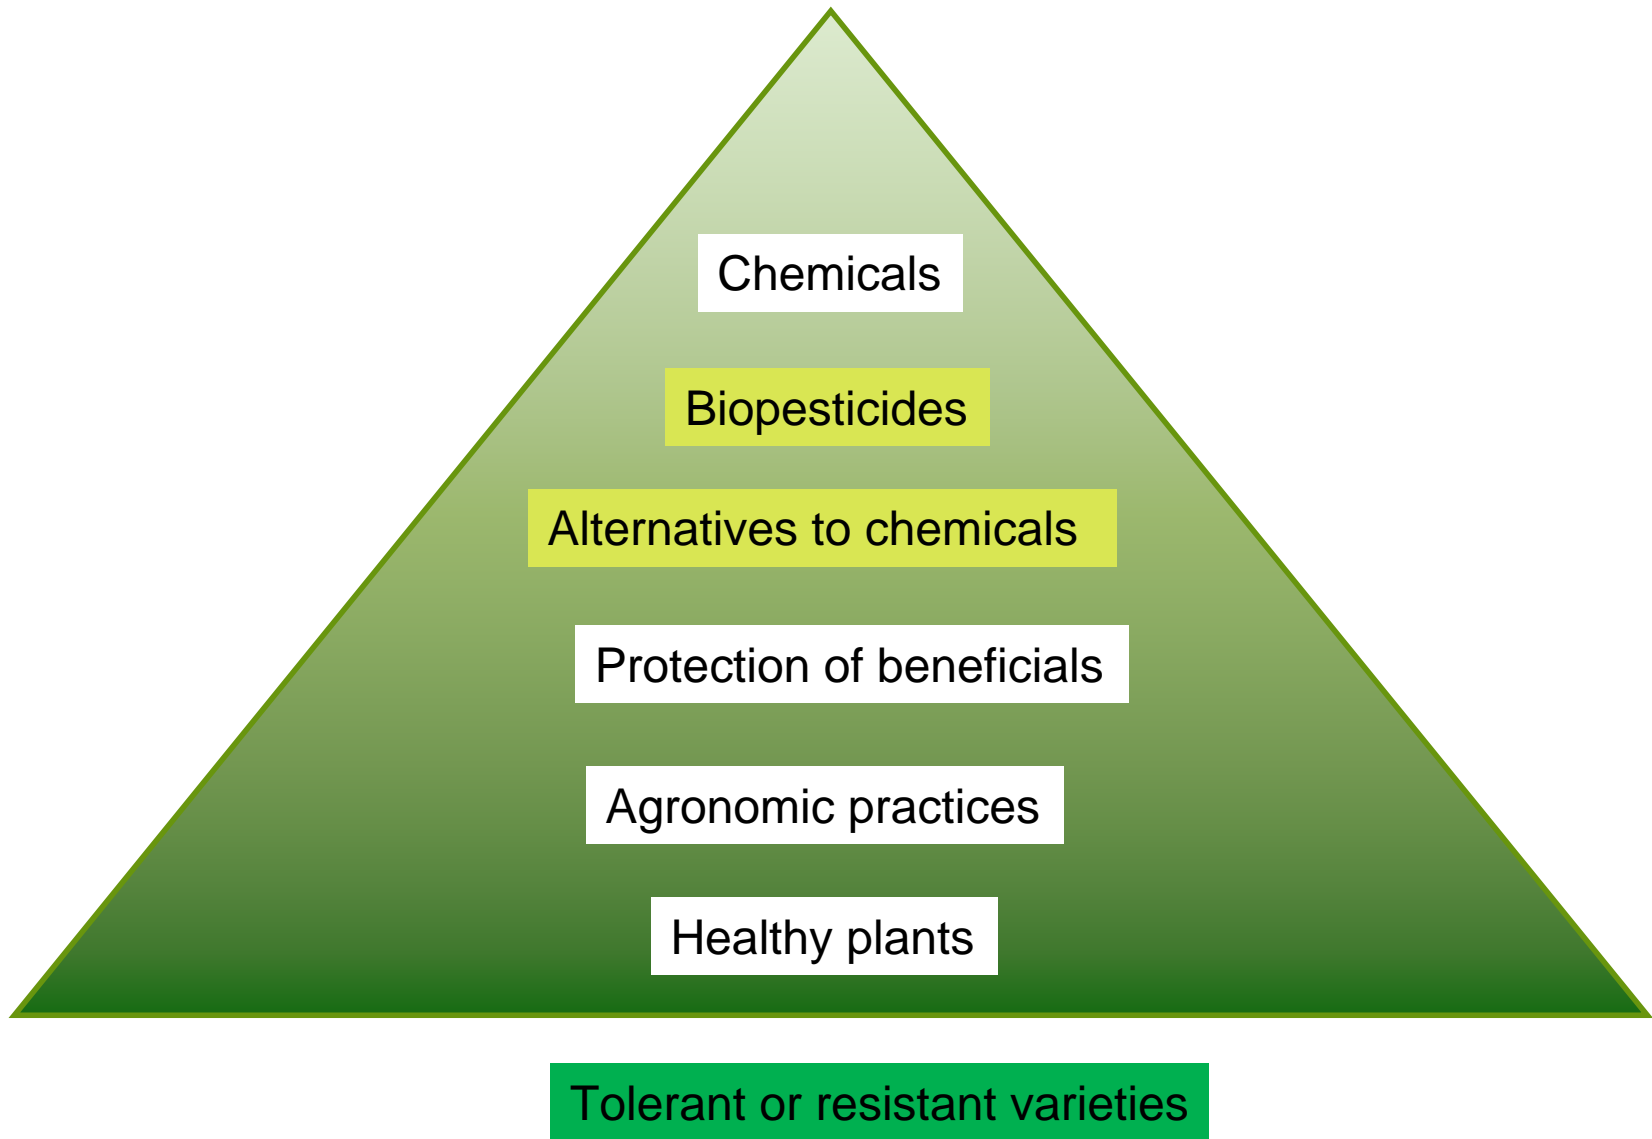 Chemicals
Biopesticides
Alternatives to chemicals
Protection of beneficials
Agronomic practices
Healthy plants
Tolerant or resistant varieties